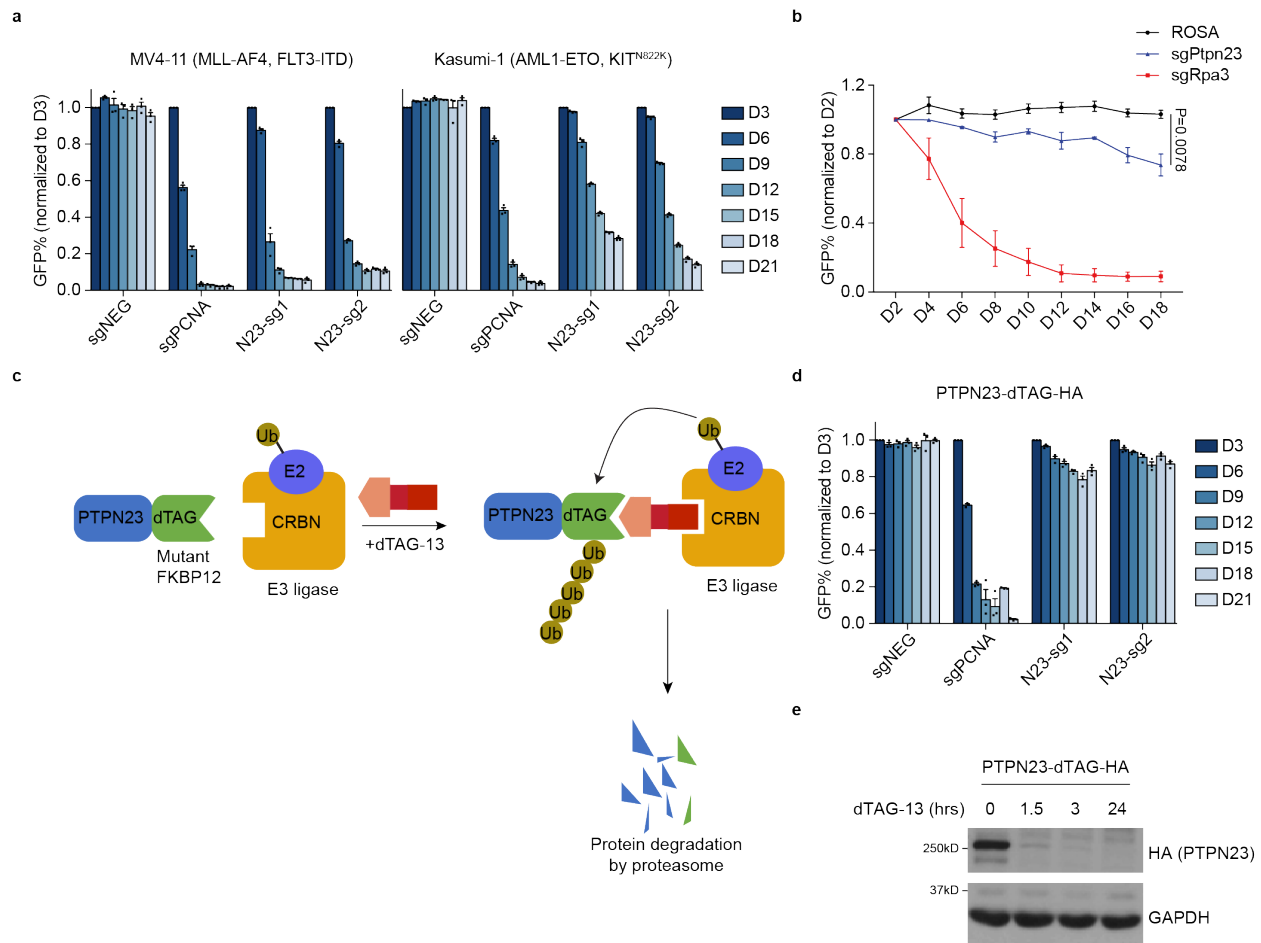 a
MV4-11 (MLL-AF4, FLT3-ITD)
Kasumi-1 (AML1-ETO, KITN822K)
GFP% (normalized to D3)
1.0
0.8
0.6
0.4
0.2
0.0
sgNEG
sgPCNA
N23-sg1
N23-sg2
sgNEG
sgPCNA
N23-sg1
N23-sg2
D3
D6
D9
D12
D15
D18
D21
b
ROSA
sgPtpn23
sgRpa3
GFP% (normalized to D2)
1.2
0.8
0.4
0.0
P=0.0078
D2
D4
D6
D8
D10
D12
D14
D16
D18
c
PTPN23
dTAG
Mutant
FKBP12
Ub
E2
CRBN
E3 ligase
+dTAG-13
PTPN23
dTAG
Ub
Ub
Ub
Ub
Ub
Ub
E2
CRBN
E3 ligase
Protein degradation
by proteasome
d
PTPN23-dTAG-HA
GFP% (normalized to D3)
1.0
0.8
0.6
0.4
0.2
0.0
sgNEG
sgPCNA
N23-sg1
N23-sg2
D3
D6
D9
D12
D15
D18
D21
e
PTPN23-dTAG-HA
dTAG-13 (hrs) 0 1.5 3 24
250kD
HA (PTPN23)
37kD
GAPDH